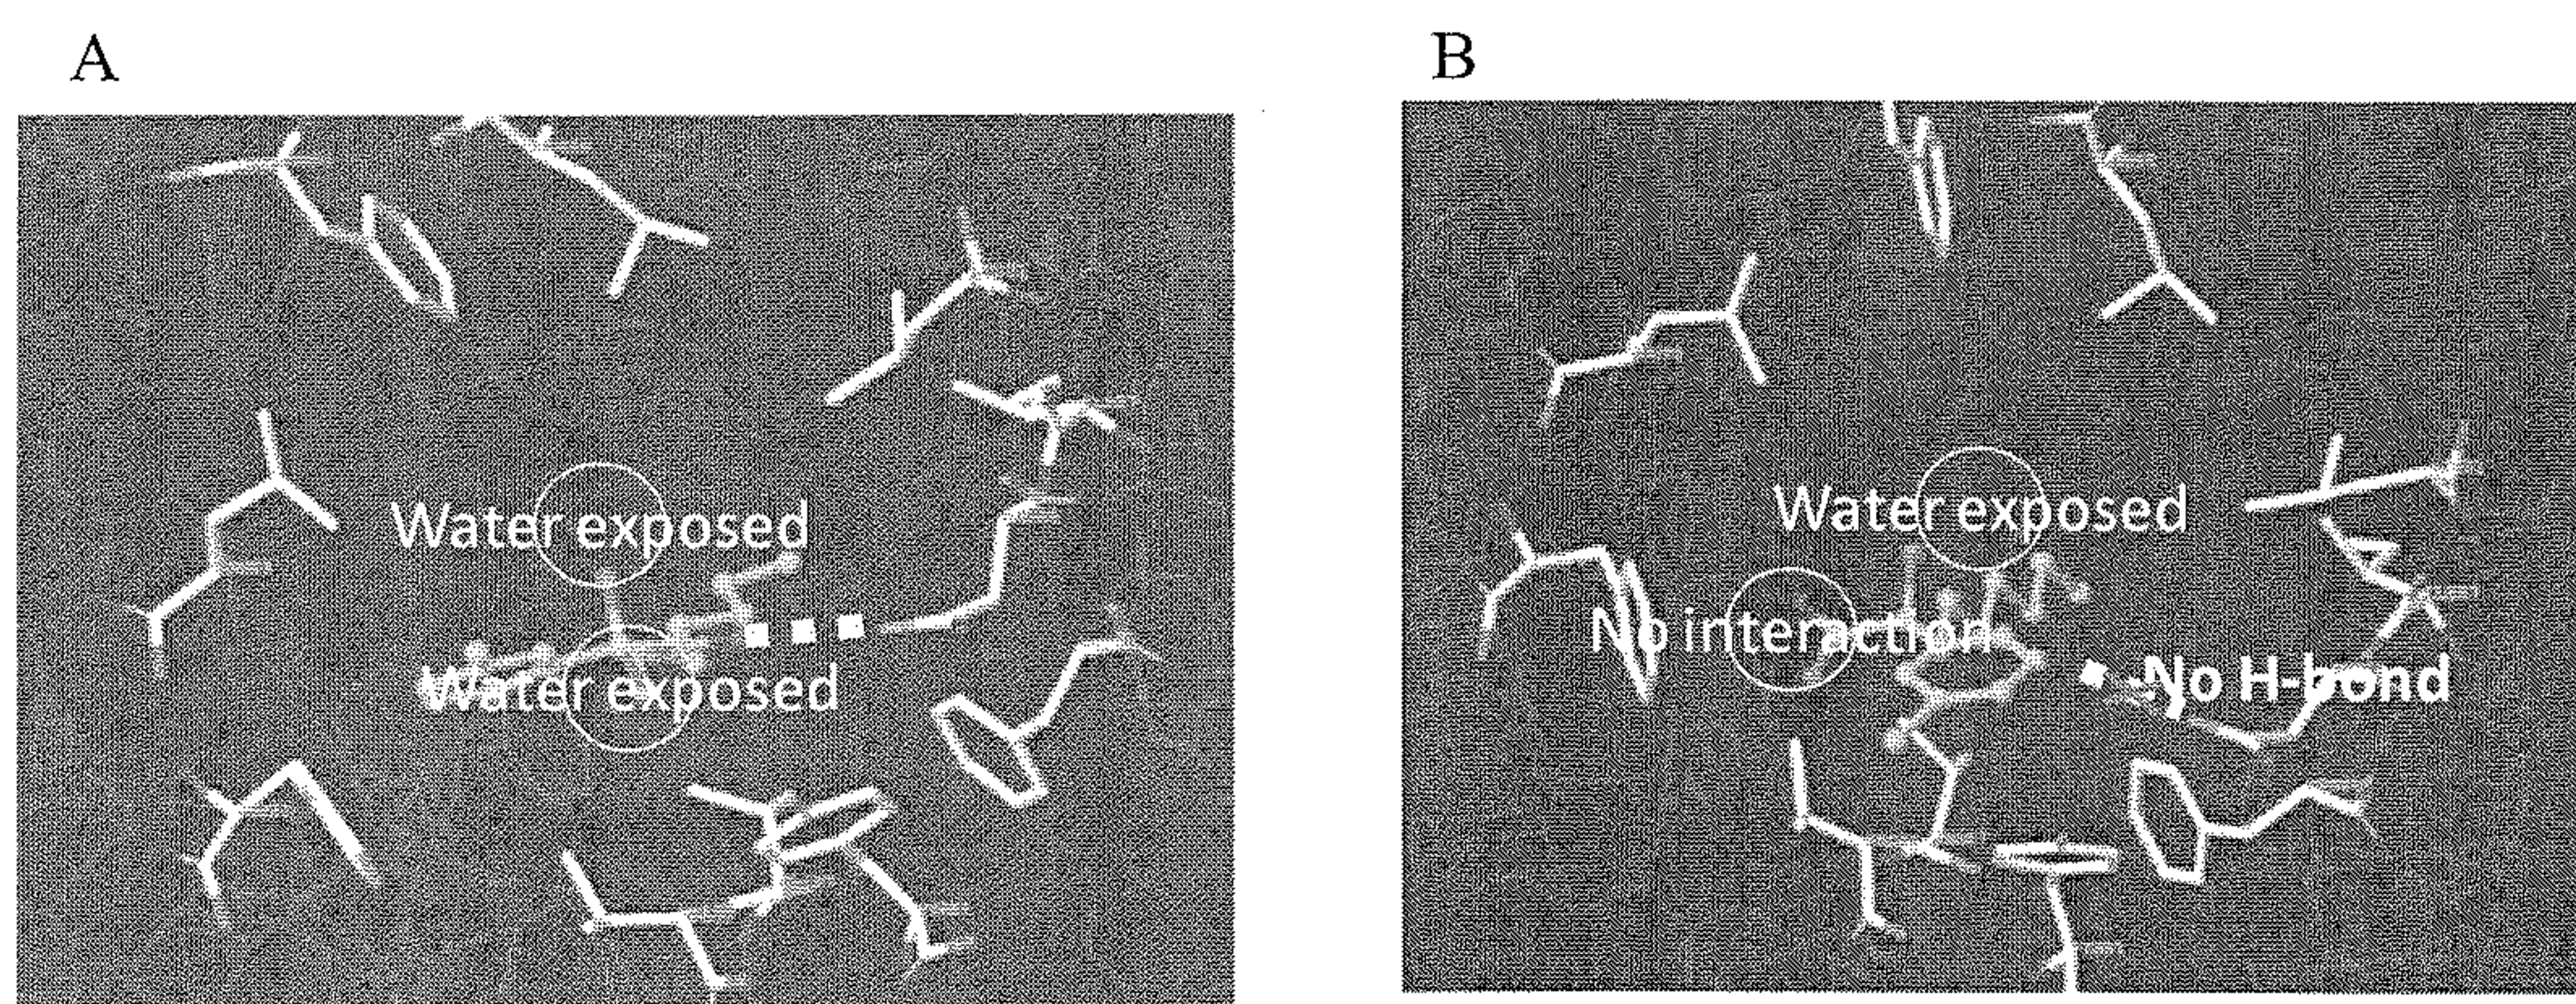 A
B
Water exposed
Water exposed
Water exposed
No interaction
No H-bond